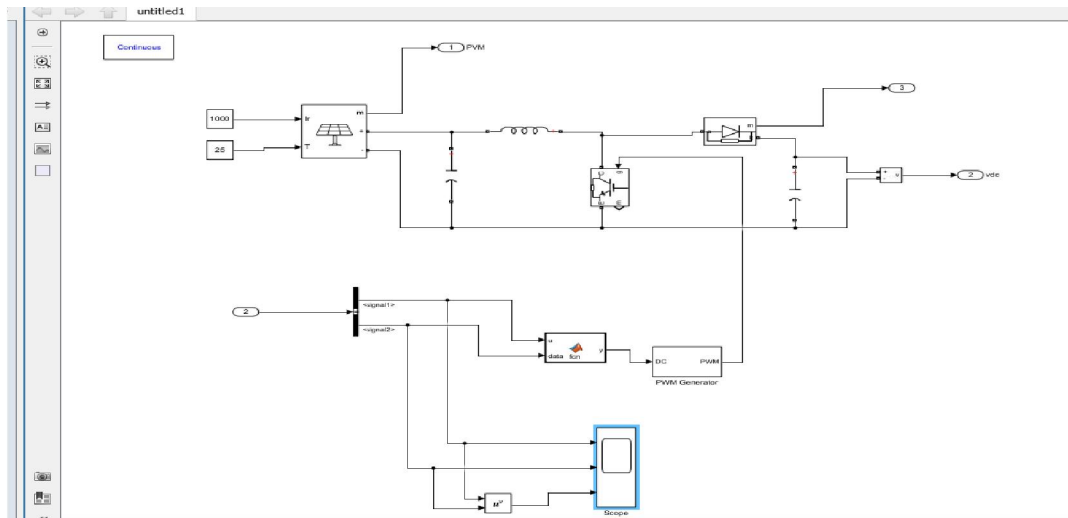 untitled1
Continuous
1
PVM
m
3
1000
Ir
m
+
25
T
-
g
C
E
m
+
-
v
2
vdc
2
<signal1>
<signal2>
u
data
fcn
y
DC
PWM
PWM Generator
u^v
Scope